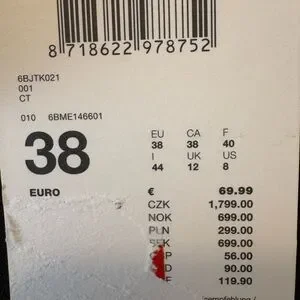 8 718622 978752
6BJTK021
001
CT
010 6BME146601
38
EU CA F
38 38 40
I UK US
44 12 8
EURO € 69.99
CZK 1,799.00
NOK 699.00
PLN 299.00
SEK 699.00
56.00
90.00
119.90